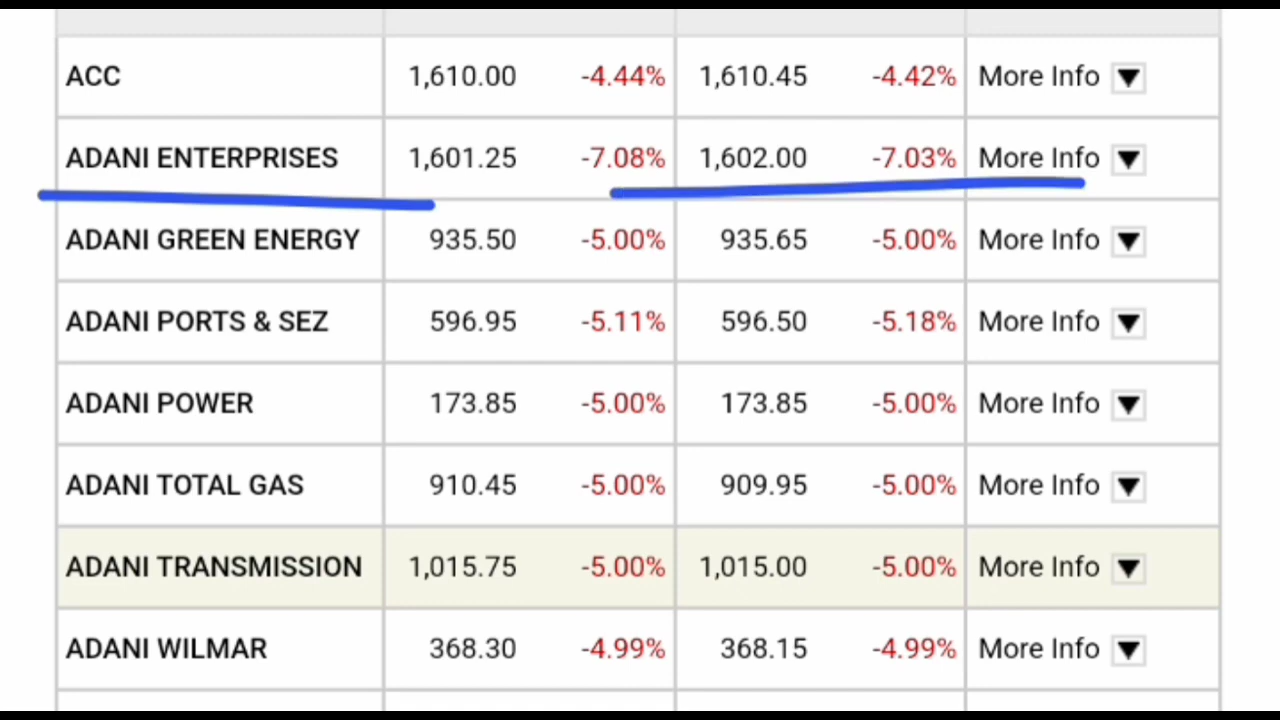 ACC 1,610.00 -4.44% 1,610.45 -4.42% More Info
ADANI ENTERPRISES 1,601.25 -7.08% 1,602.00 -7.03% More Info
ADANI GREEN ENERGY 935.50 -5.00% 935.65 -5.00% More Info
ADANI PORTS & SEZ 596.95 -5.11% 596.50 -5.18% More Info
ADANI POWER 173.85 -5.00% 173.85 -5.00% More Info
ADANI TOTAL GAS 910.45 -5.00% 909.95 -5.00% More Info
ADANI TRANSMISSION 1,015.75 -5.00% 1,015.00 -5.00% More Info
ADANI WILMAR 368.30 -4.99% 368.15 -4.99% More Info